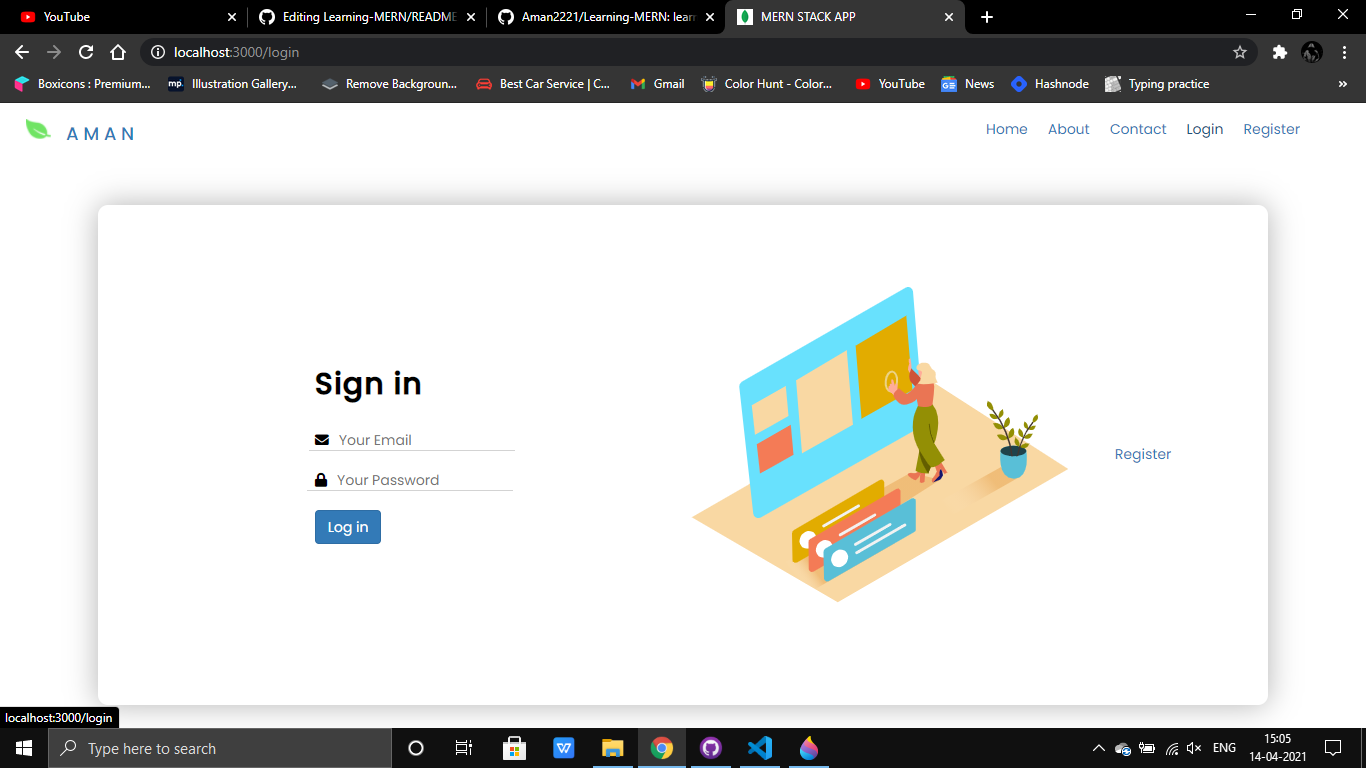 YouTube
Editing Learning-MERN/README
Aman2221/Learning-MERN: lear
MERN STACK APP
localhost:3000/login
Boxicons : Premium...
mp
Illustration Gallery...
Remove Backgroun...
Best Car Service | C...
Gmail
Color Hunt - Color...
YouTube
News
Hashnode
Typing practice
»
AMAN
Home
About
Contact
Login
Register
Sign in
Your Email
Your Password
Log in
Register
localhost:3000/login
Type here to search
ENG
15:05
14-04-2021